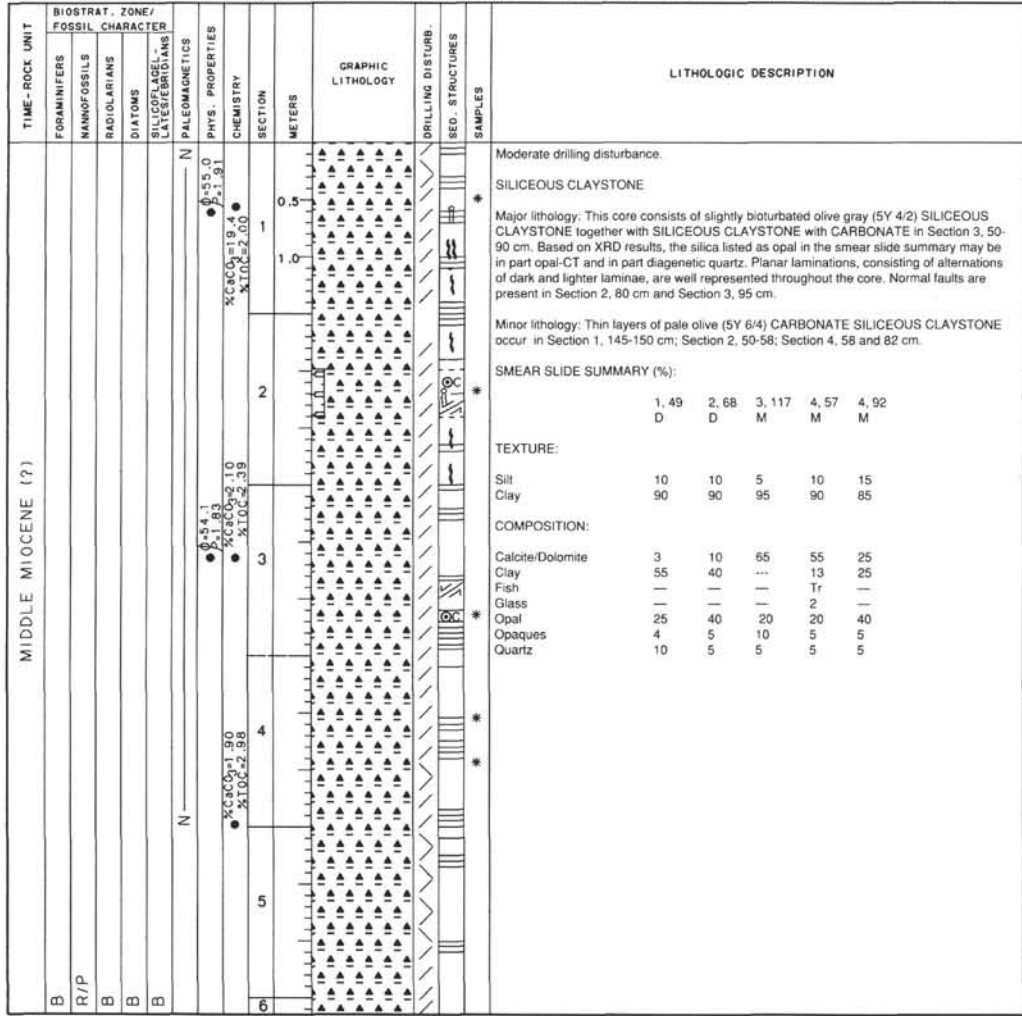 BIOSTRAT. ZONE/
FOSSIL CHARACTER
TIME-ROCK UNIT
FORAMINIFERS
NANNOFOSSILS
RADIOLARIANS
DIATOMS
SILICOFLAGEL-
LATES/EBRIDIANS
PALEOMAGNETICS
PHYS. PROPERTIES
CHEMISTRY
SECTION
METERS
GRAPHIC
LITHOLOGY
DRILLING DISTURB.
SED. STRUCTURES
SAMPLES
LITHOLOGIC DESCRIPTION
MIDDLE MIOCENE (?)
B
R/P
B
B
B
N
N
Φ=55.0
ρ=1.91
Φ=54.1
ρ=1.83
%CaCO3=19.4
%TOC=2.00
%CaCO3=2.10
%TOC=2.39
%CaCO3=1.90
%TOC=2.98
1
2
3
4
5
6
0.5
1.0
C
C
* 
*
*
*
*
Moderate drilling disturbance.
SILICEOUS CLAYSTONE
Major lithology: This core consists of slightly bioturbated olive gray (5Y 4/2) SILICEOUS
CLAYSTONE together with SILICEOUS CLAYSTONE with CARBONATE in Section 3, 50-
90 cm. Based on XRD results, the silica listed as opal in the smear slide summary may be
in part opal-CT and in part diagenetic quartz. Planar laminations, consisting of alternations
of dark and lighter laminae, are well represented throughout the core. Normal faults are
present in Section 2, 80 cm and Section 3, 95 cm.
Minor lithology: Thin layers of pale olive (5Y 6/4) CARBONATE SILICEOUS CLAYSTONE
occur in Section 1, 145-150 cm; Section 2, 50-58; Section 4, 58 and 82 cm.
SMEAR SLIDE SUMMARY (%):
1, 49 2, 68 3, 117 4, 57 4, 92
D D M M M
TEXTURE:
Silt 10 10 5 10 15
Clay 90 90 95 90 85
COMPOSITION:
Calcite/Dolomite 3 10 65 55 25
Clay 55 40 --- 13 25
Fish — — — Tr —
Glass — — — 2 —
Opal 25 40 20 20 40
Opaques 4 5 10 5 5
Quartz 10 5 5 5 5